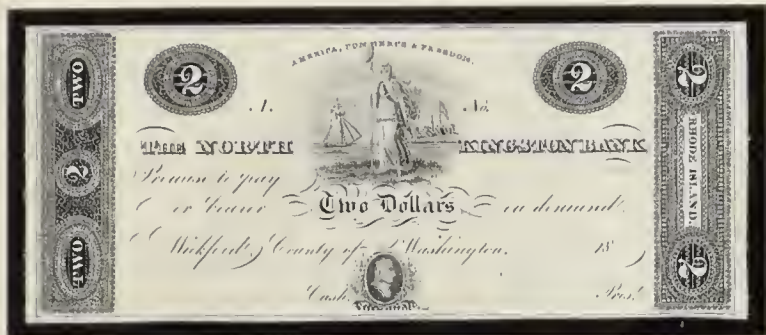 AMERICA, COMMERCE & FREEDOM.
TWO 2 TWO
2
2
A.
No.
THE NORTH KINGSTON BANK
Promise to pay
or bearer Two Dollars on demand.
Wickford, County of Washington. 18
Cash. Pres.
2 RHODE ISLAND. 2